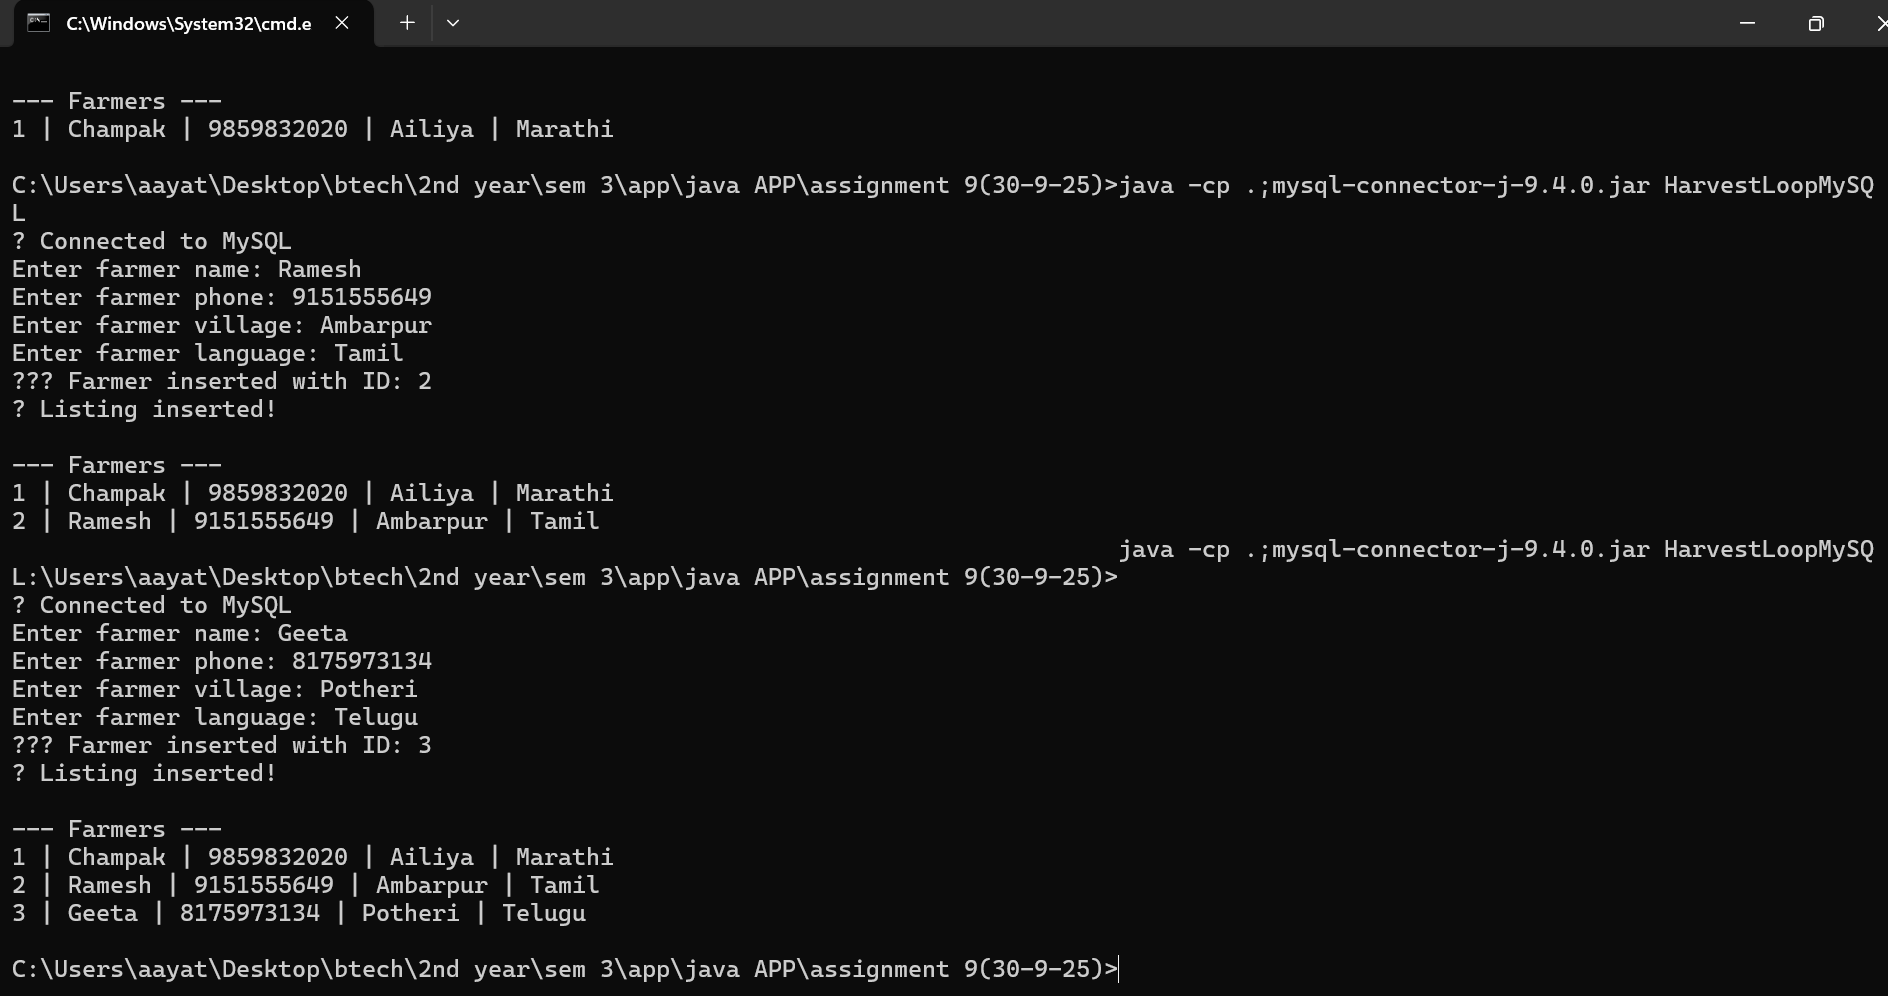 C:\Windows\System32\cmd.e
--- Farmers ---
1 | Champak | 9859832020 | Ailiya | Marathi
C:\Users\aayat\Desktop\btech\2nd year\sem 3\app\java APP\assignment 9(30-9-25)>java -cp .;mysql-connector-j-9.4.0.jar HarvestLoopMySQ
L
? Connected to MySQL
Enter farmer name: Ramesh
Enter farmer phone: 9151555649
Enter farmer village: Ambarpur
Enter farmer language: Tamil
??? Farmer inserted with ID: 2
? Listing inserted!
--- Farmers ---
1 | Champak | 9859832020 | Ailiya | Marathi
2 | Ramesh | 9151555649 | Ambarpur | Tamil
java -cp .;mysql-connector-j-9.4.0.jar HarvestLoopMySQ
L:\Users\aayat\Desktop\btech\2nd year\sem 3\app\java APP\assignment 9(30-9-25)>
? Connected to MySQL
Enter farmer name: Geeta
Enter farmer phone: 8175973134
Enter farmer village: Potheri
Enter farmer language: Telugu
??? Farmer inserted with ID: 3
? Listing inserted!
--- Farmers ---
1 | Champak | 9859832020 | Ailiya | Marathi
2 | Ramesh | 9151555649 | Ambarpur | Tamil
3 | Geeta | 8175973134 | Potheri | Telugu
C:\Users\aayat\Desktop\btech\2nd year\sem 3\app\java APP\assignment 9(30-9-25)>